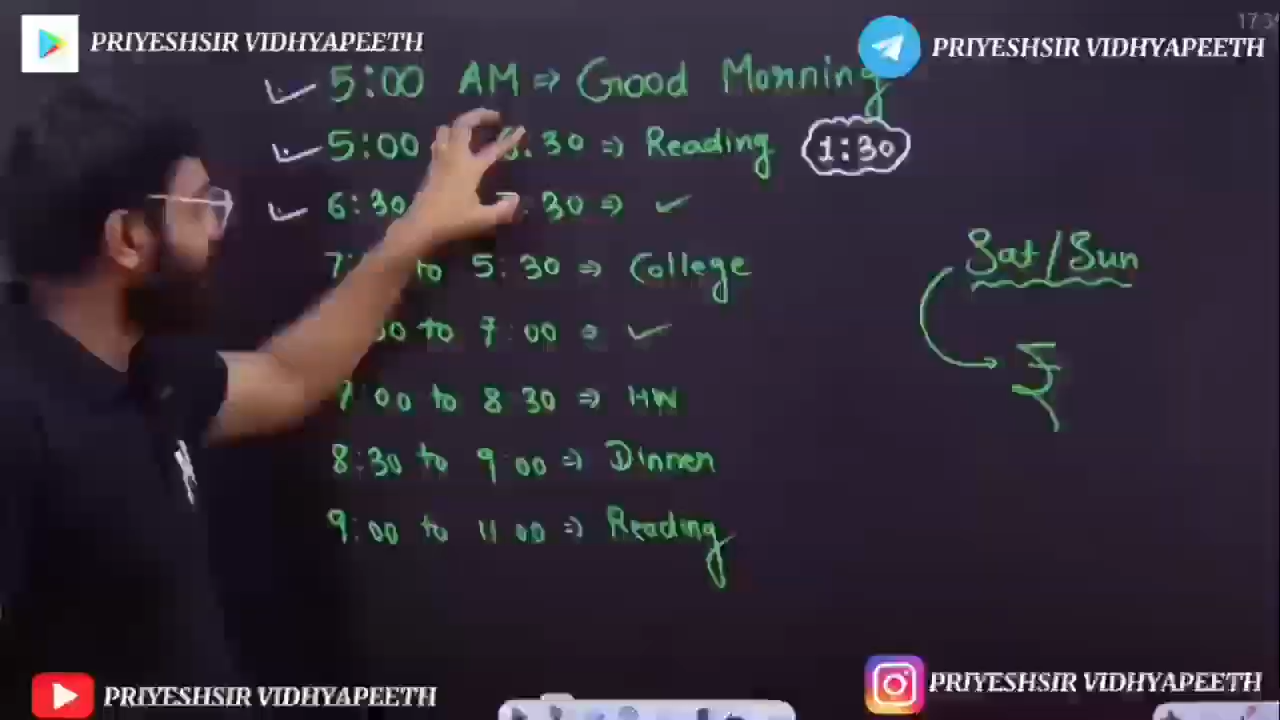 PRIYESHSIR VIDHYAPEETH
PRIYESHSIR VIDHYAPEETH
5:00 AM ⇒ Good Morning
5:00 6:30 ⇒ Reading 1:30
6:30 7:30 ⇒ ✓
to 5:30 ⇒ College
to 7:00 ⇒ ✓
7:00 to 8:30 ⇒ HW
8:30 to 9:00 ⇒ Dinner
9:00 to 11:00 ⇒ Reading
Sat/Sun
PRIYESHSIR VIDHYAPEETH
PRIYESHSIR VIDHYAPEETH